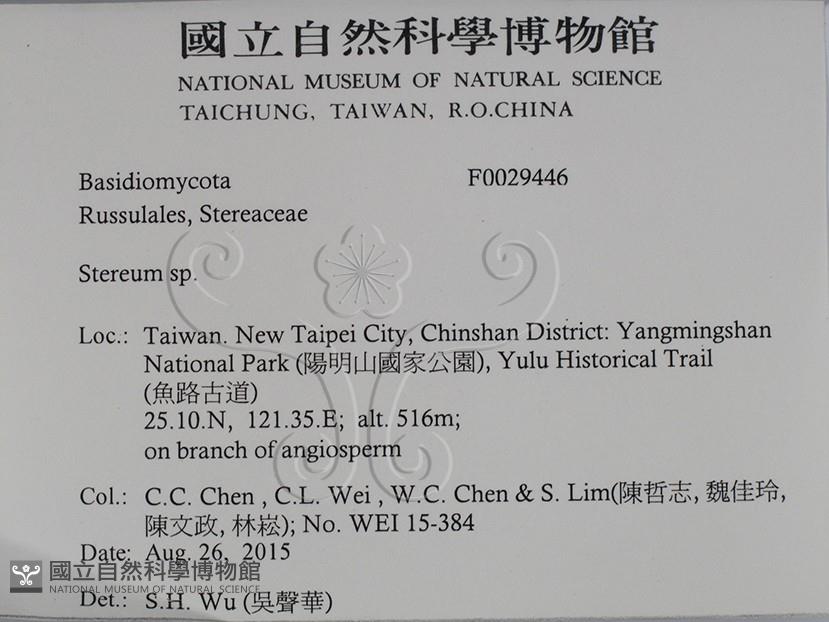 國立自然科學博物館
NATIONAL MUSEUM OF NATURAL SCIENCE
TAICHUNG, TAIWAN, R.O.CHINA
Basidiomycota F0029446
Russulales, Stereaceae
Stereum sp.
Loc.: Taiwan. New Taipei City, Chinshan District: Yangmingshan
National Park (陽明山國家公園), Yulu Historical Trail
(魚路古道)
25.10.N, 121.35.E; alt. 516m;
on branch of angiosperm
Col.: C.C. Chen , C.L. Wei , W.C. Chen & S. Lim(陳哲志, 魏佳玲,
陳文政, 林崧); No. WEI 15-384
Date: Aug. 26, 2015
國立自然科學博物館
NATIONAL MUSEUM OF NATURAL SCIENCE
Det.: S.H. Wu (吳聲華)